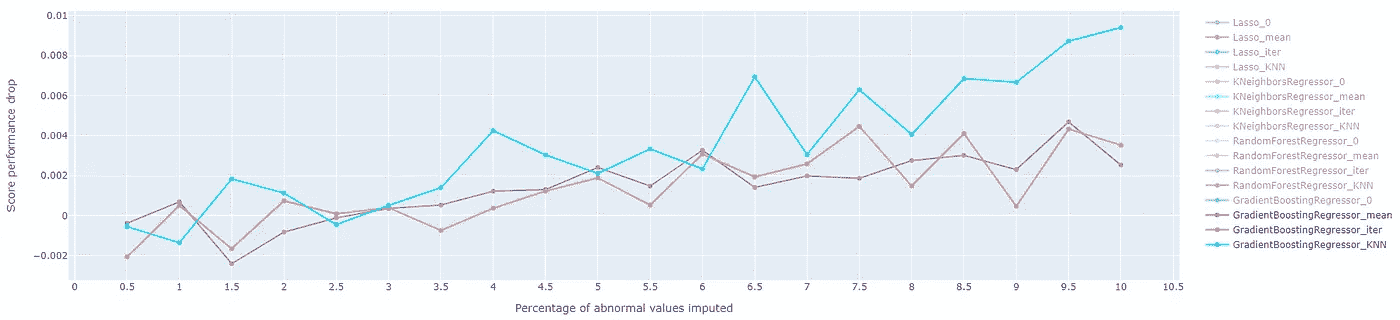 Score performance drop
0.01
0.008
0.006
0.004
0.002
0
−0.002
0
0.5
1
1.5
2
2.5
3
3.5
4
4.5
5
5.5
6
6.5
7
7.5
8
8.5
9
9.5
10
10.5
Percentage of abnormal values imputed
Lasso_0
Lasso_mean
Lasso_iter
Lasso_KNN
KNeighborsRegressor_0
KNeighborsRegressor_mean
KNeighborsRegressor_iter
KNeighborsRegressor_KNN
RandomForestRegressor_0
RandomForestRegressor_mean
RandomForestRegressor_iter
RandomForestRegressor_KNN
GradientBoostingRegressor_0
GradientBoostingRegressor_mean
GradientBoostingRegressor_iter
GradientBoostingRegressor_KNN